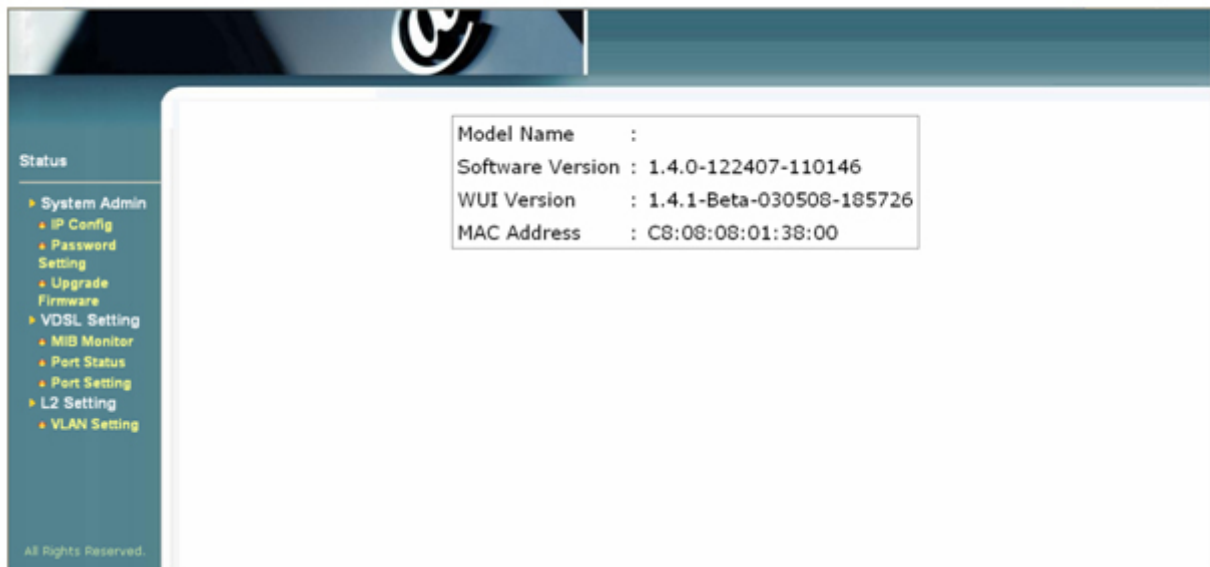 Status
System Admin
IP Config
Password
Setting
Upgrade
Firmware
VDSL Setting
MIB Monitor
Port Status
Port Setting
L2 Setting
VLAN Setting
All Rights Reserved.
Model Name :
Software Version : 1.4.0-122407-110146
WUI Version : 1.4.1-Beta-030508-185726
MAC Address : C8:08:08:01:38:00